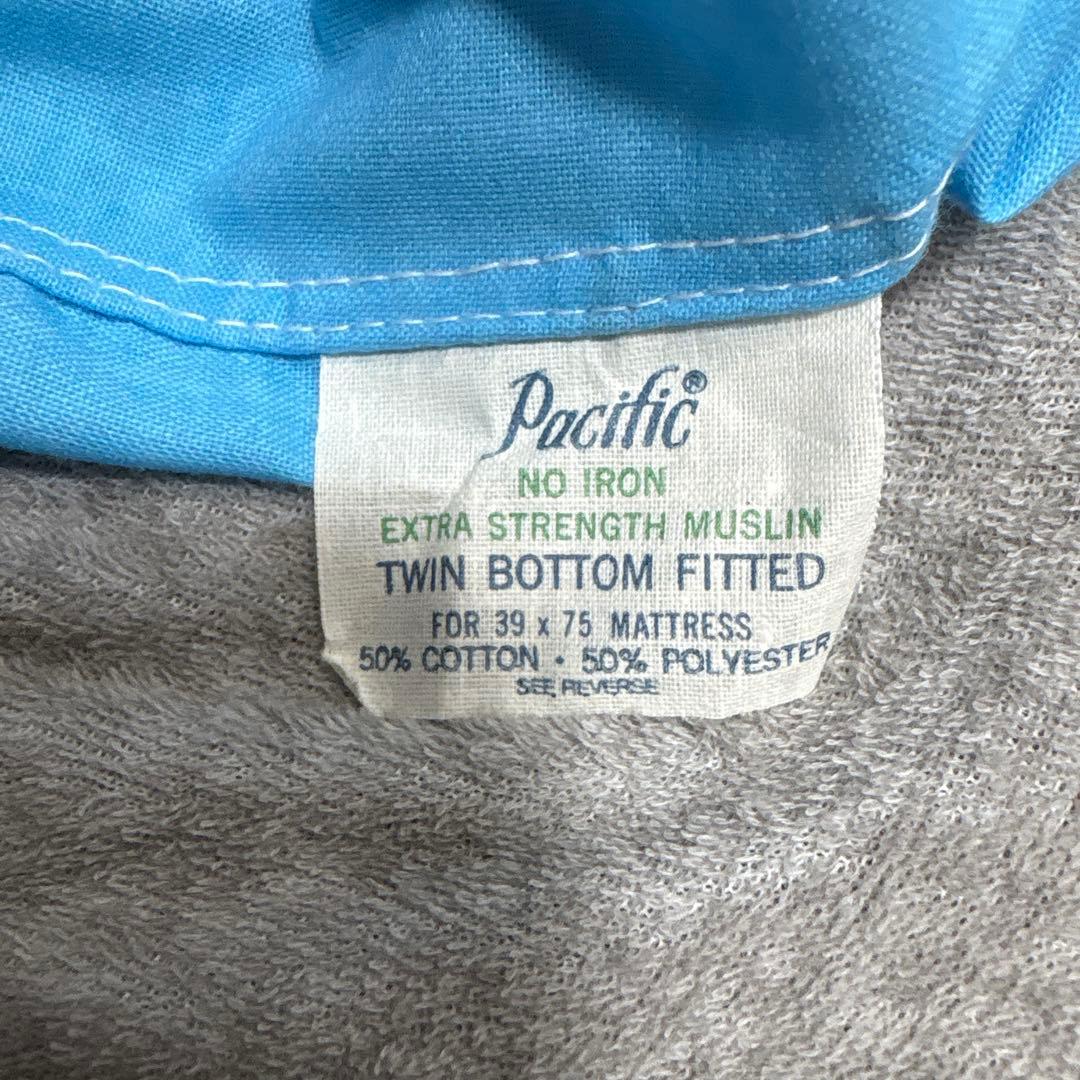 Pacific®
NO IRON
EXTRA STRENGTH MUSLIN
TWIN BOTTOM FITTED
FOR 39 x 75 MATTRESS
50% COTTON • 50% POLYESTER
SEE REVERSE